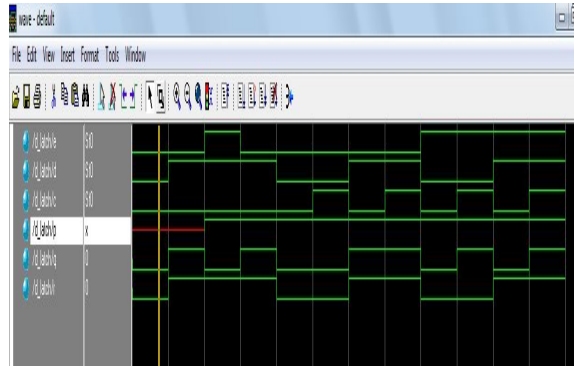 wave - default
File Edit View Insert Format Tools Window
/d_latch/e St0
/d_latch/d St0
/d_latch/c St0
/d_latch/p x
/d_latch/q 0
/d_latch/r 0